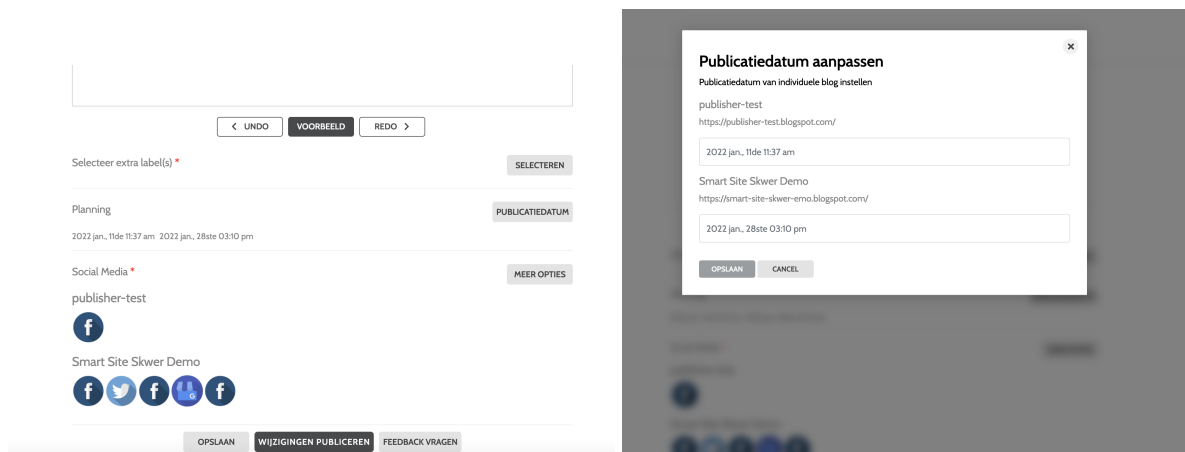 UNDO
VOORBEELD
REDO
Selecteer extra label(s) *
SELECTEREN
Planning
PUBLICATIEDATUM
2022 jan., 11de 11:37 am 2022 jan., 28ste 03:10 pm
Social Media *
MEER OPTIES
publisher-test
Smart Site Skwer Demo
OPSLAAN
WIJZIGINGEN PUBLICEREN
FEEDBACK VRAGEN
Publicatiedatum aanpassen
Publicatiedatum van individuele blog instellen
publisher-test
https://publisher-test.blogspot.com/
2022 jan., 11de 11:37 am
Smart Site Skwer Demo
https://smart-site-skwer-emo.blogspot.com/
2022 jan., 28ste 03:10 pm
OPSLAAN
CANCEL